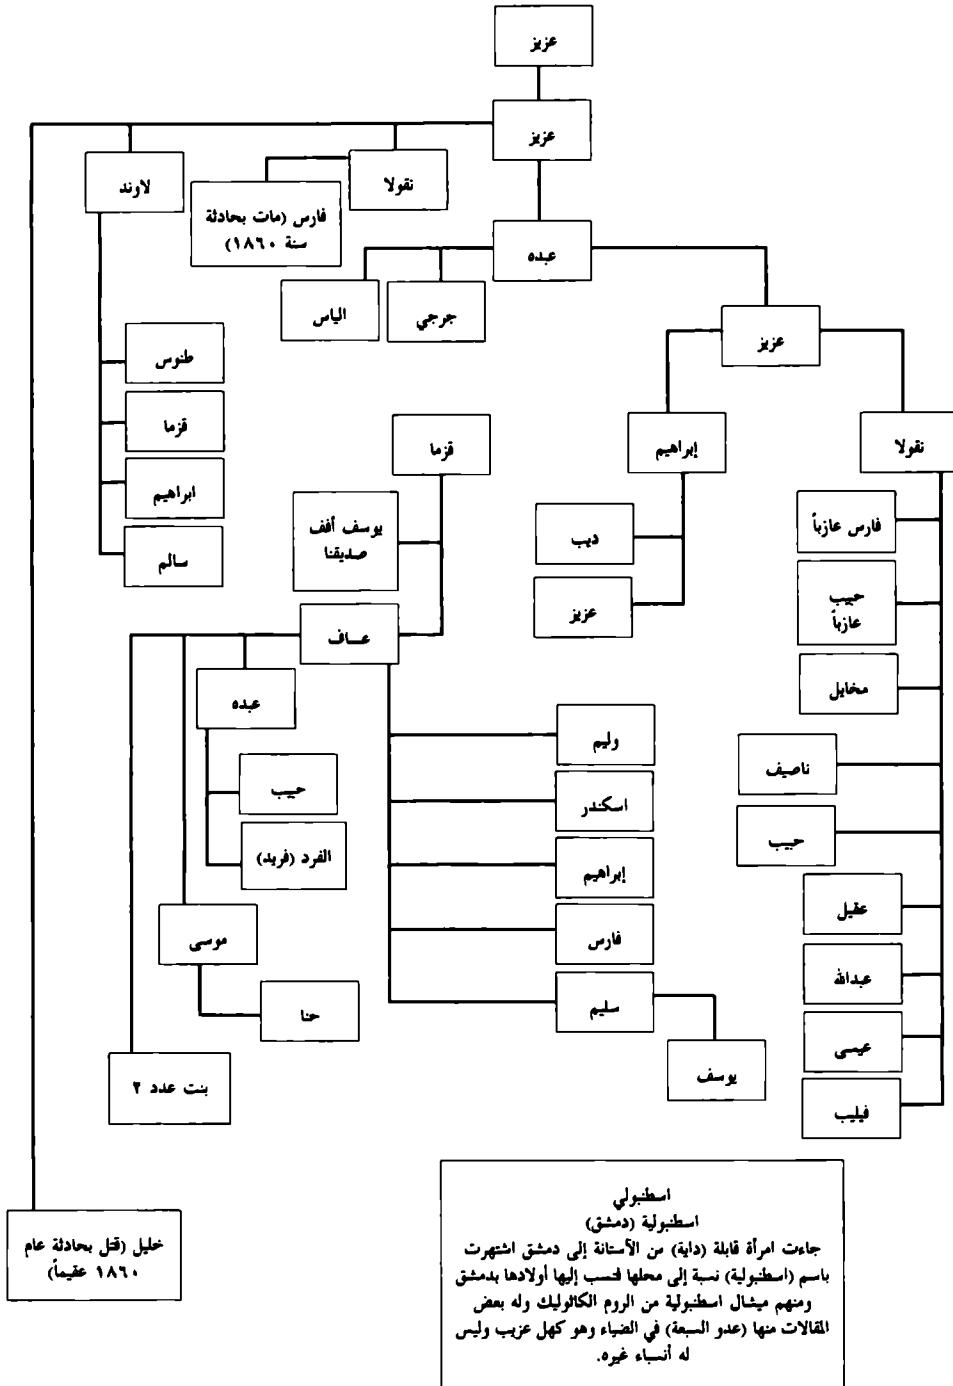 عزيز
عزيز
لاوند
نقولا
فارس (مات بحادثة
سنة ١٨٦٠)
عبده
الياس
جرجي
عزيز
طنوس
قزما
ابراهيم
سالم
قزما
إبراهيم
نقولا
يوسف أفف
صديقنا
ديب
عزيز
فارس عازباً
حبيب
عازباً
مخايل
عساف
عبده
حبيب
الفرد (فريد)
موسى
حنا
بنت عدد ٢
وليم
اسكندر
إبراهيم
فارس
سليم
يوسف
ناصيف
حبيب
عقيل
عبدالله
عيسى
فيليب
خليل (قتل بحادثة عام
١٨٦٠ عقيماً)
اسطنبولي
اسطنبولية (دمشق)
جاءت امرأة قابلة (داية) من الآستانة إلى دمشق اشتهرت
باسم (اسطنبولية) نسبة إلى محلها فنسب إليها أولادها بدمشق
ومنهم ميشال اسطنبولية من الروم الكاثوليك وله بعض
المقالات منها (عدو السبعة) في الضياء وهو كهل عزيب وليس
له أنسباء غيره.